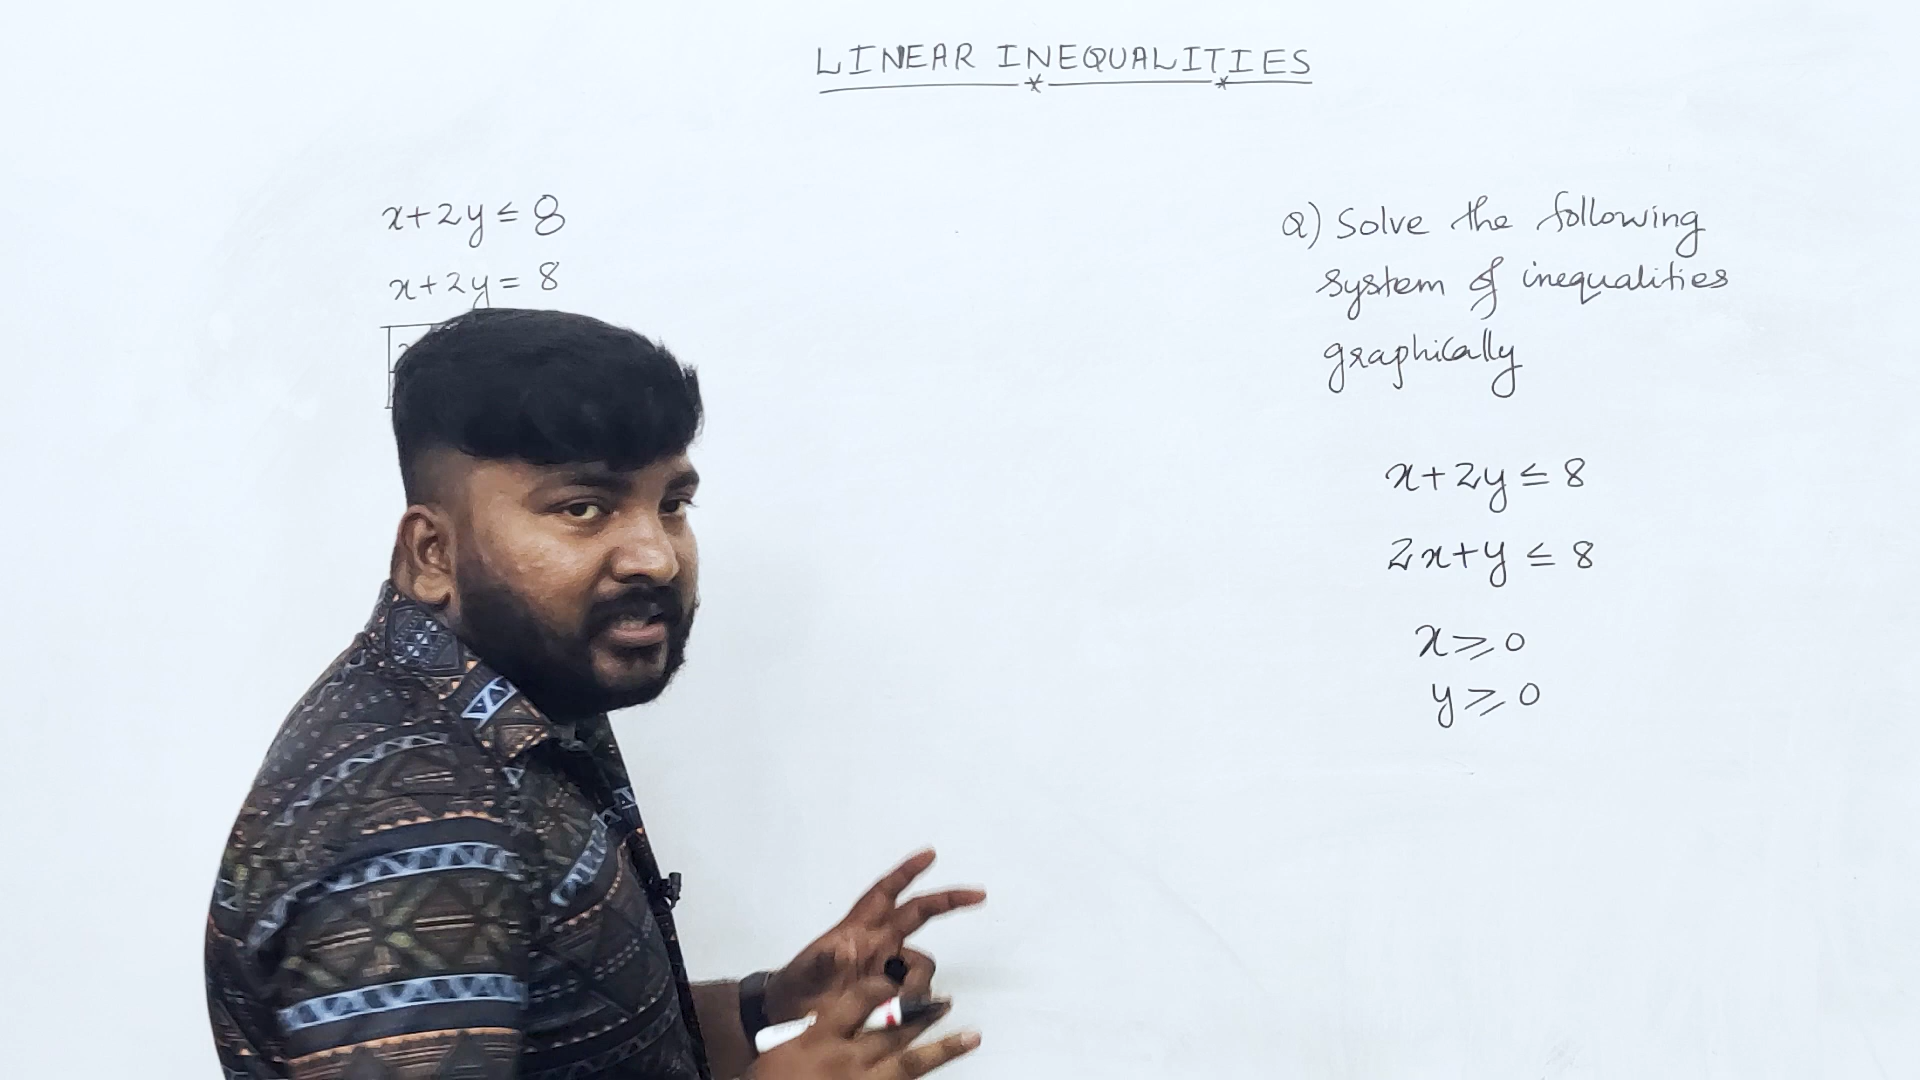 LINEAR INEQUALITIES
x+2y ≤ 8
x+2y = 8
Q) Solve the following
system of inequalities
graphically
x+2y ≤ 8
2x+y ≤ 8
x ≥ 0
y ≥ 0